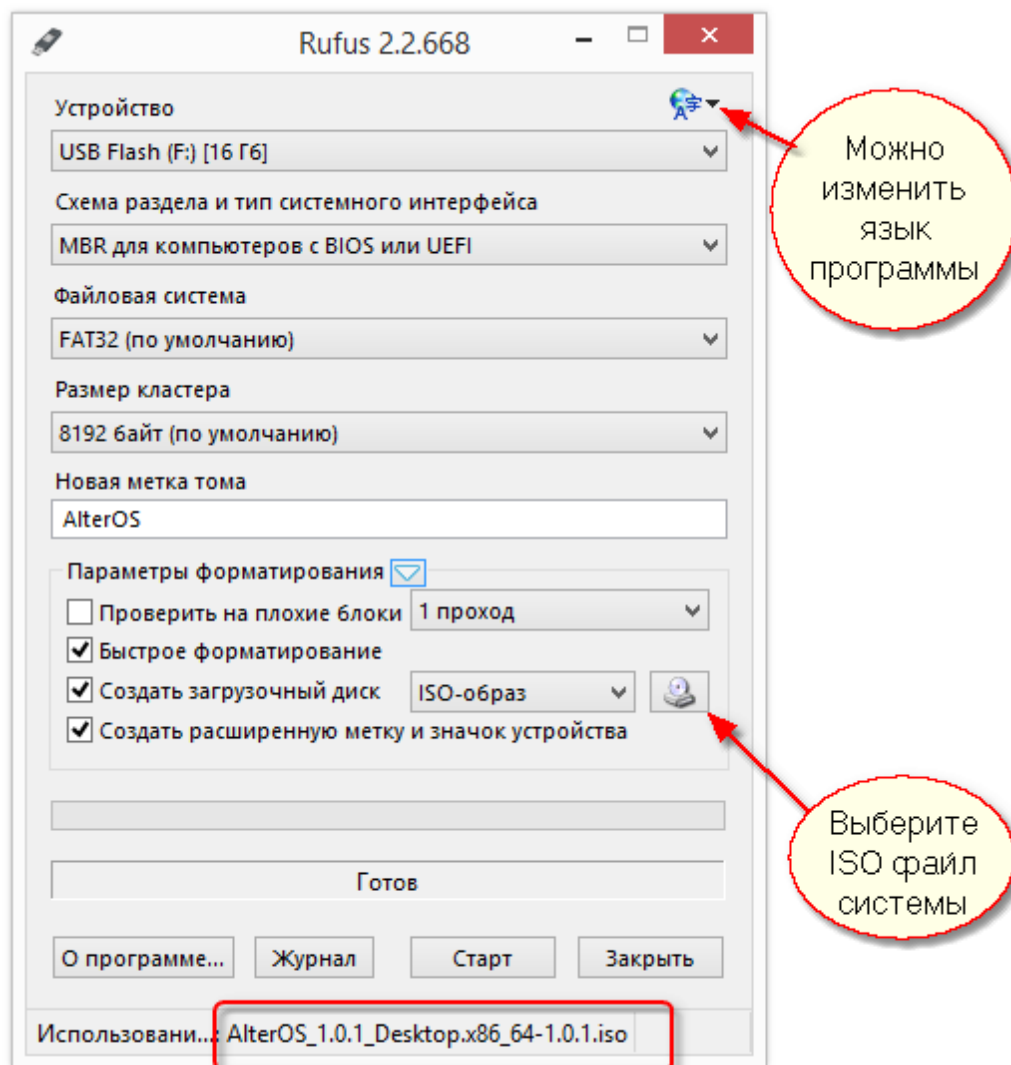 Rufus 2.2.668
Устройство
USB Flash (F:) [16 Гб]
Схема раздела и тип системного интерфейса
MBR для компьютеров с BIOS или UEFI
Файловая система
FAT32 (по умолчанию)
Размер кластера
8192 байт (по умолчанию)
Новая метка тома
AlterOS
Параметры форматирования
Проверить на плохие блоки 1 проход
Быстрое форматирование
Создать загрузочный диск ISO-образ
Создать расширенную метку и значок устройства
Готов
О программе... Журнал Старт Закрыть
Использовани...: AlterOS_1.0.1_Desktop.x86_64-1.0.1.iso
Можно
изменить
язык
программы
Выберите
ISO файл
системы